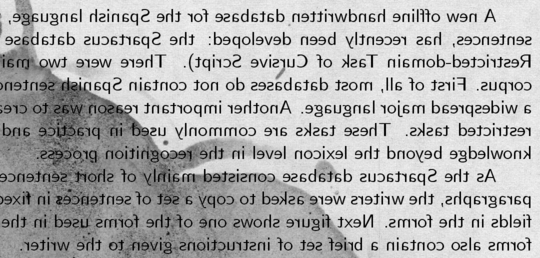 A new offline handwritten database for the Spanish language,
sentences, has recently been developed: the Spartacus database
Restricted-domain Task of Cursive Script). There were two mai
corpus. First of all, most databases do not contain Spanish sentenc
a widespread major language. Another important reason was to crea
restricted tasks. These tasks are commonly used in practice and
knowledge beyond the lexicon level in the recognition process.
As the Spartacus database consisted mainly of short sentence
paragraphs, the writers were asked to copy a set of sentences in fixed
fields in the forms. Next figure shows one of the forms used in the
forms also contain a brief set of instructions given to the writer.